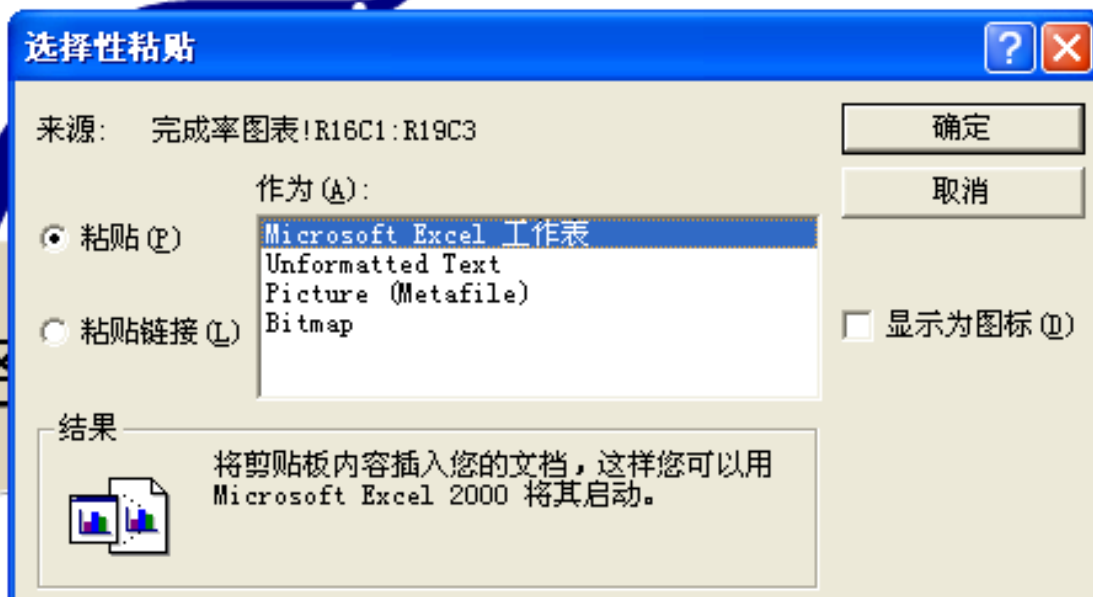 选择性粘贴
来源: 完成率图表!R16C1:R19C3
确定
作为(A):
取消
粘贴(P)
Microsoft Excel 工作表
Unformatted Text
Picture (Metafile)
Bitmap
粘贴链接(L)
显示为图标(D)
结果
将剪贴板内容插入您的文档，这样您可以用
Microsoft Excel 2000 将其启动。